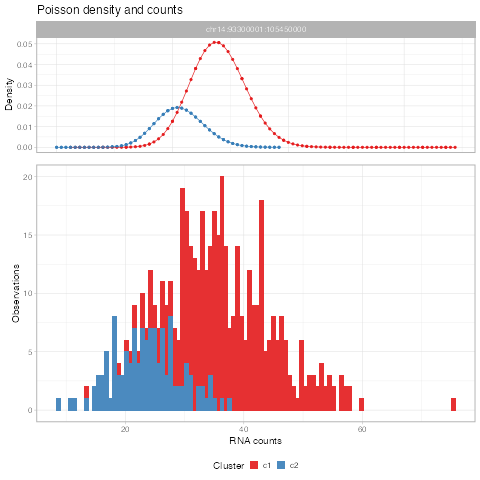 Poisson density and counts
chr14:93300001:105450000
0.05
0.04
0.03
0.02
0.01
0.00
Density
20
15
10
5
0
Observations
20 40 60
RNA counts
Cluster c1 c2